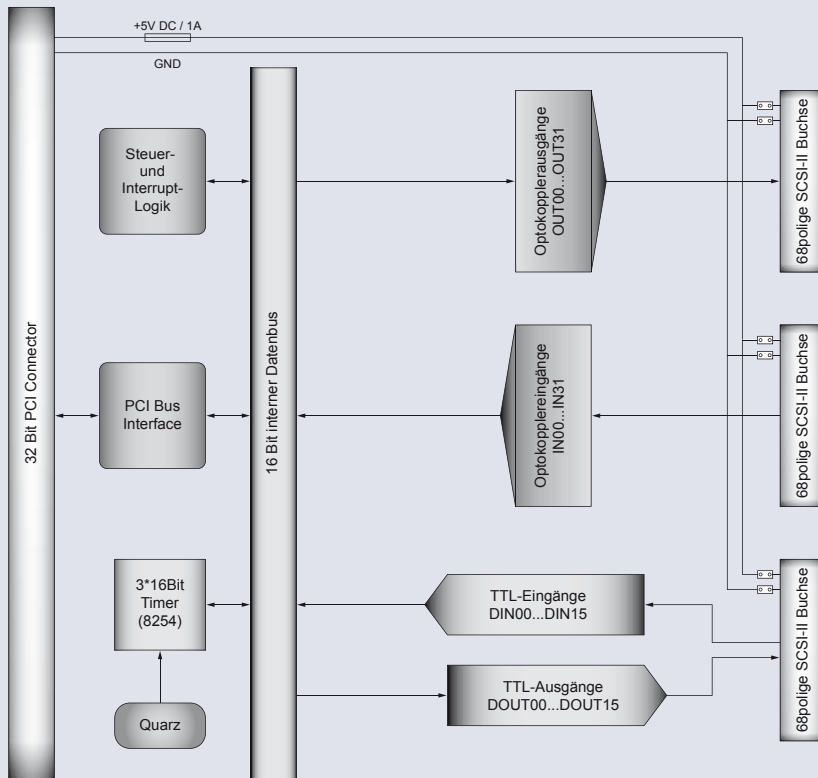 +5V DC / 1A
GND
32 Bit PCI Connector
Steuer-
und
Interrupt-
Logik
PCI Bus
Interface
3*16Bit
Timer
(8254)
Quarz
16 Bit interner Datenbus
Optokopplerausgänge
OUT00...OUT31
Optokopplereingänge
IN00...IN31
TTL-Eingänge
DIN00...DIN15
TTL-Ausgänge
DOUT00...DOUT15
68polige SCSI-II Buchse
68polige SCSI-II Buchse
68polige SCSI-II Buchse